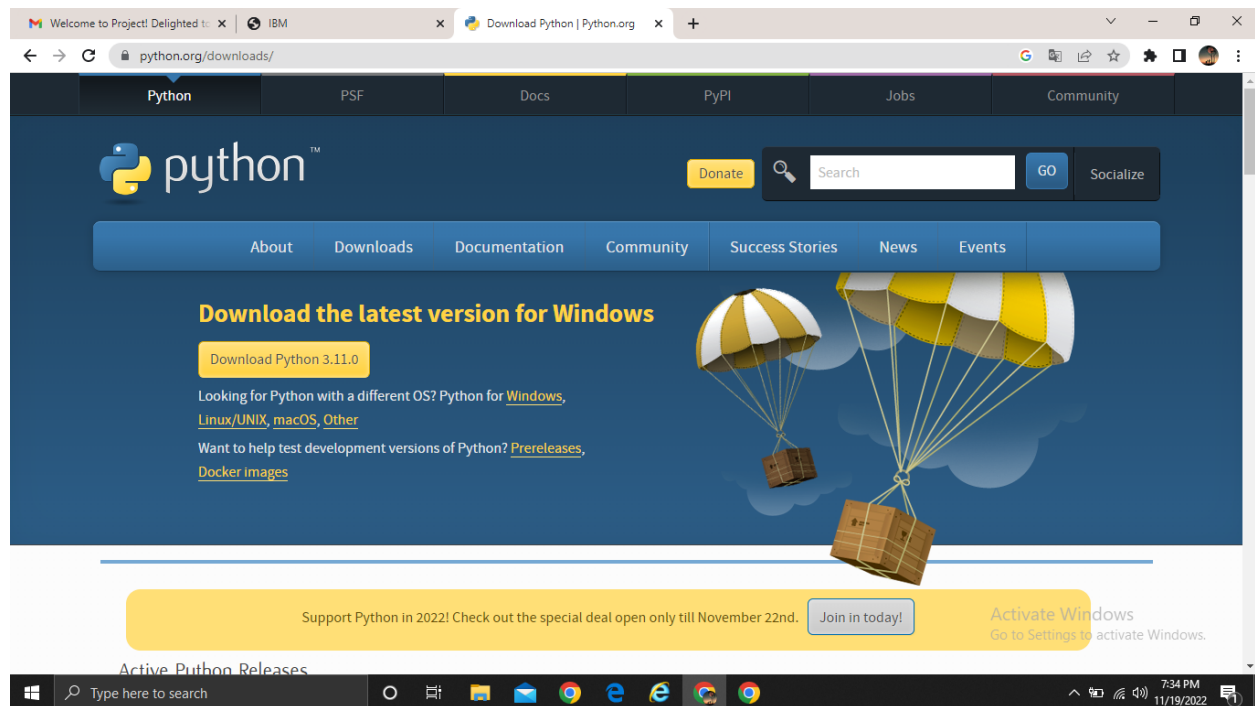 Welcome to Project! Delighted to
IBM
Download Python | Python.org
python.org/downloads/
Python PSF Docs PyPI Jobs Community
python™
Donate Search GO Socialize
About Downloads Documentation Community Success Stories News Events
Download the latest version for Windows
Download Python 3.11.0
Looking for Python with a different OS? Python for Windows,
Linux/UNIX, macOS, Other
Want to help test development versions of Python? Prereleases,
Docker images
Support Python in 2022! Check out the special deal open only till November 22nd. Join in today!
Activate Windows
Go to Settings to activate Windows.
Active Python Releases
Type here to search
7:34 PM
11/19/2022
1